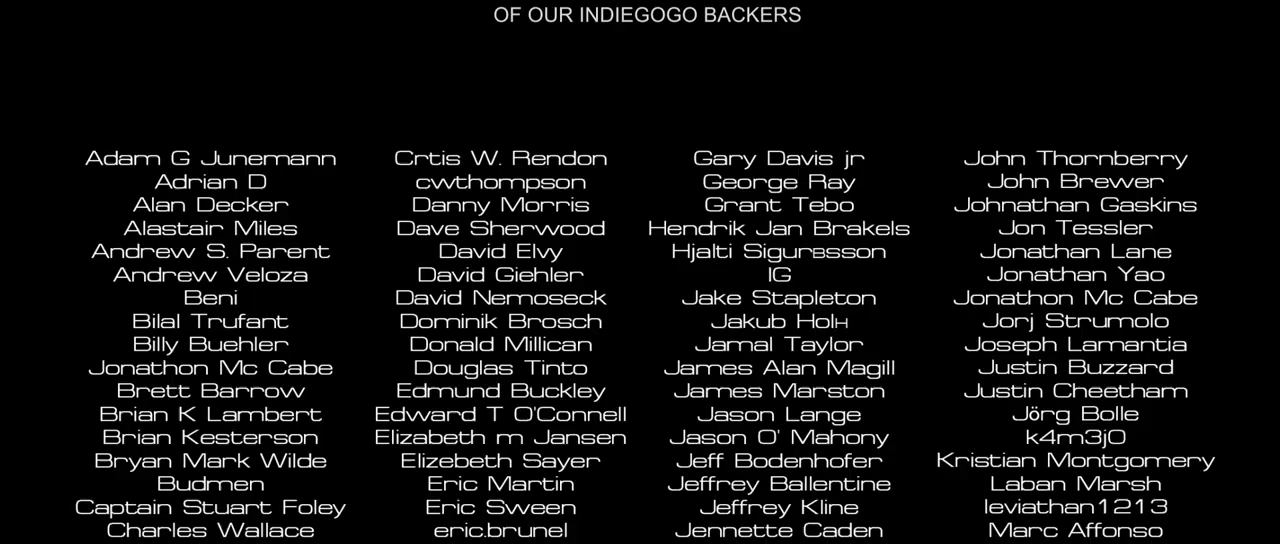 OF OUR INDIEGOGO BACKERS
Adam G Junemann
Adrian D
Alan Decker
Alastair Miles
Andrew S. Parent
Andrew Veloza
Beni
Bilal Trufant
Billy Buehler
Jonathon Mc Cabe
Brett Barrow
Brian K Lambert
Brian Kesterson
Bryan Mark Wilde
Budmen
Captain Stuart Foley
Charles Wallace
Crtis W. Rendon
cwthompson
Danny Morris
Dave Sherwood
David Elvy
David Giehler
David Nemoseck
Dominik Brosch
Donald Millican
Douglas Tinto
Edmund Buckley
Edward T O'Connell
Elizabeth m Jansen
Elizebeth Sayer
Eric Martin
Eric Sween
eric.brunel
Gary Davis jr
George Ray
Grant Tebo
Hendrik Jan Brakels
Hjalti Sigurвsson
IG
Jake Stapleton
Jakub Holн
Jamal Taylor
James Alan Magill
James Marston
Jason Lange
Jason O' Mahony
Jeff Bodenhofer
Jeffrey Ballentine
Jeffrey Kline
Jennette Caden
John Thornberry
John Brewer
Johnathan Gaskins
Jon Tessler
Jonathan Lane
Jonathan Yao
Jonathon Mc Cabe
Jorj Strumolo
Joseph Lamantia
Justin Buzzard
Justin Cheetham
Jörg Bolle
k4m3j0
Kristian Montgomery
Laban Marsh
leviathan1213
Marc Affonso